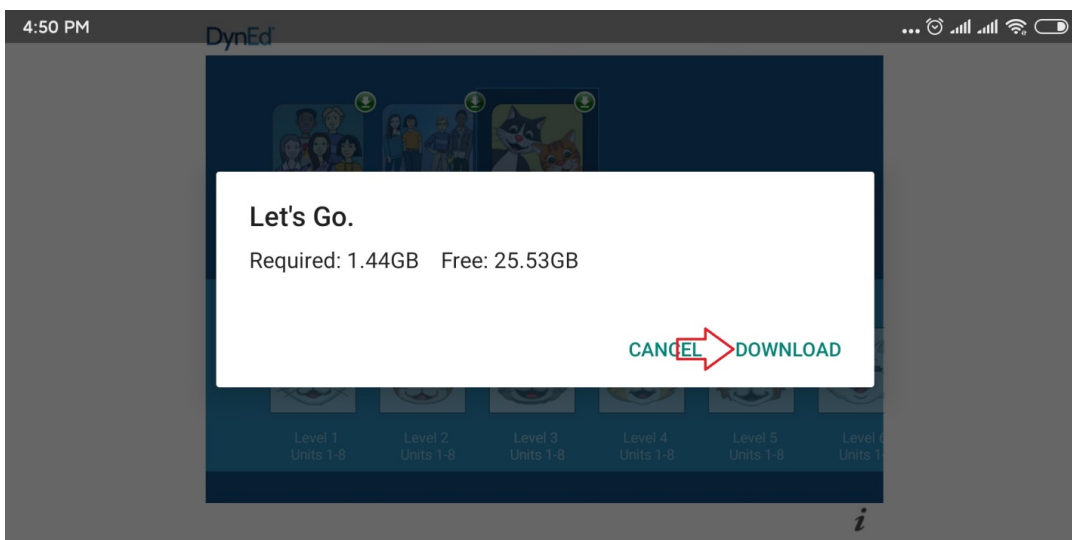 4:50 PM
DynEd
Let's Go.
Required: 1.44GB Free: 25.53GB
CANCEL DOWNLOAD
Level 1 Level 2 Level 3 Level 4 Level 5 Level 6
Units 1-8 Units 1-8 Units 1-8 Units 1-8 Units 1-8 Units 1-
i